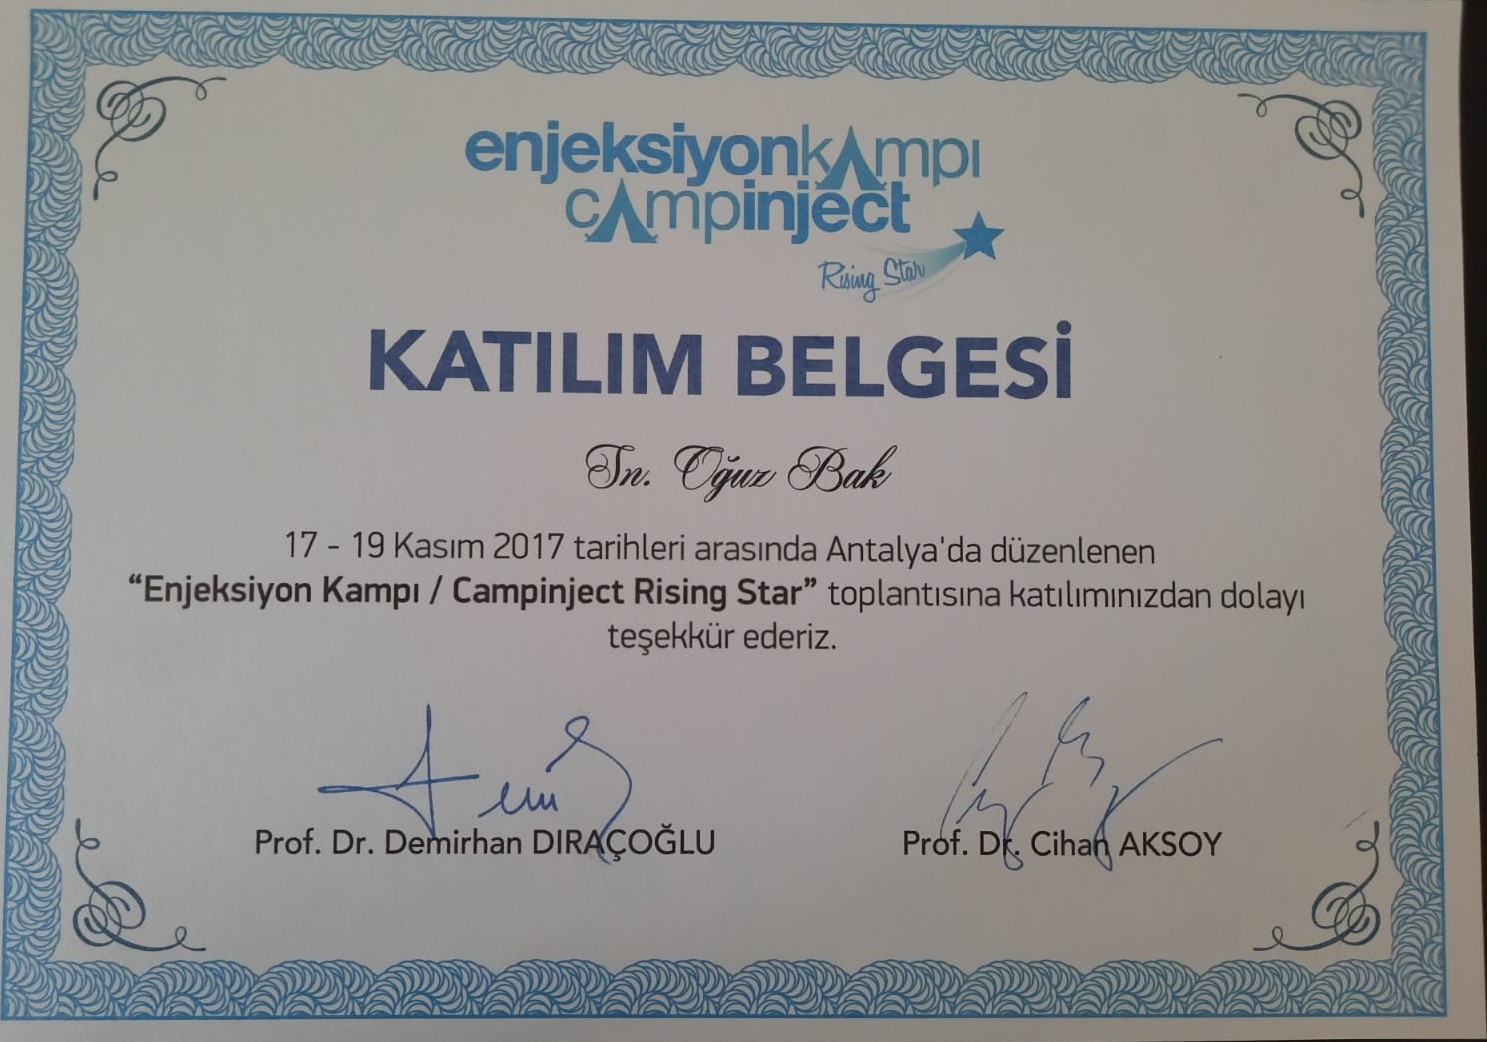 enjeksiyonkampı
campinject
Rising Star
KATILIM BELGESİ
Sn. Oğuz Bak
17 - 19 Kasım 2017 tarihleri arasında Antalya'da düzenlenen
“Enjeksiyon Kampı / Campinject Rising Star” toplantısına katılımınızdan dolayı
teşekkür ederiz.
Prof. Dr. Demirhan DIRAÇOĞLU
Prof. Dr. Cihan AKSOY